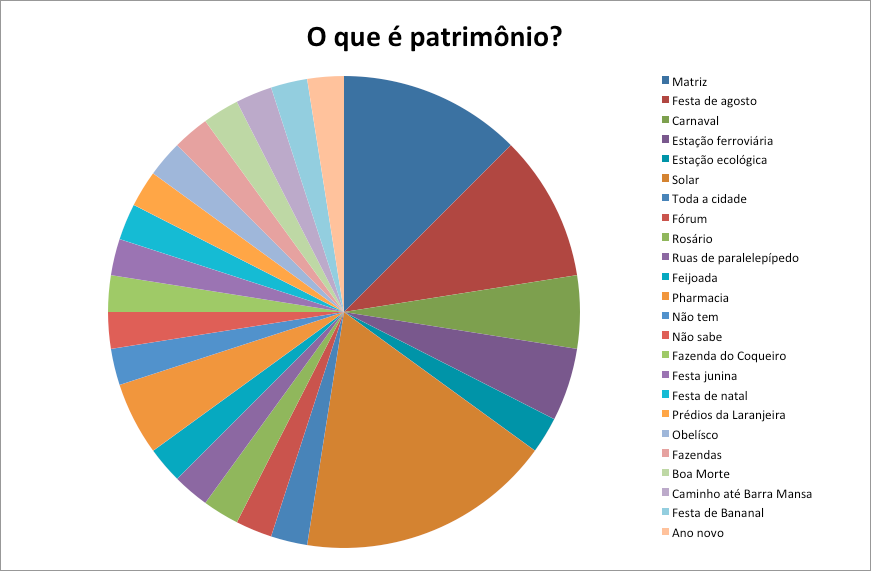 O que é patrimônio?
Matriz
Festa de agosto
Carnaval
Estação ferroviária
Estação ecológica
Solar
Toda a cidade
Fórum
Rosário
Ruas de paralelepípedo
Feijoada
Pharmacia
Não tem
Não sabe
Fazenda do Coqueiro
Festa junina
Festa de natal
Prédios da Laranjeira
Obelísco
Fazendas
Boa Morte
Caminho até Barra Mansa
Festa de Bananal
Ano novo